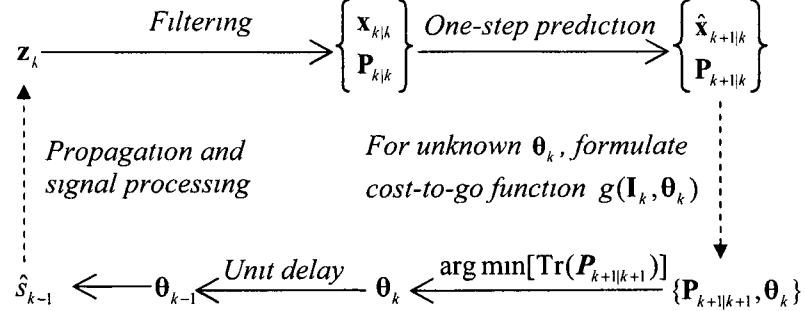 Filtering
One-step prediction
z_k
x_{k|k}
P_{k|k}
x̂_{k+1|k}
P_{k+1|k}
Propagation and
signal processing
For unknown θ_k, formulate
cost-to-go function g(I_k,θ_k)
ŝ_{k-1}
θ_{k-1}
Unit delay
θ_k
arg min[Tr(P_{k+1|k+1})]
{P_{k+1|k+1},θ_k}